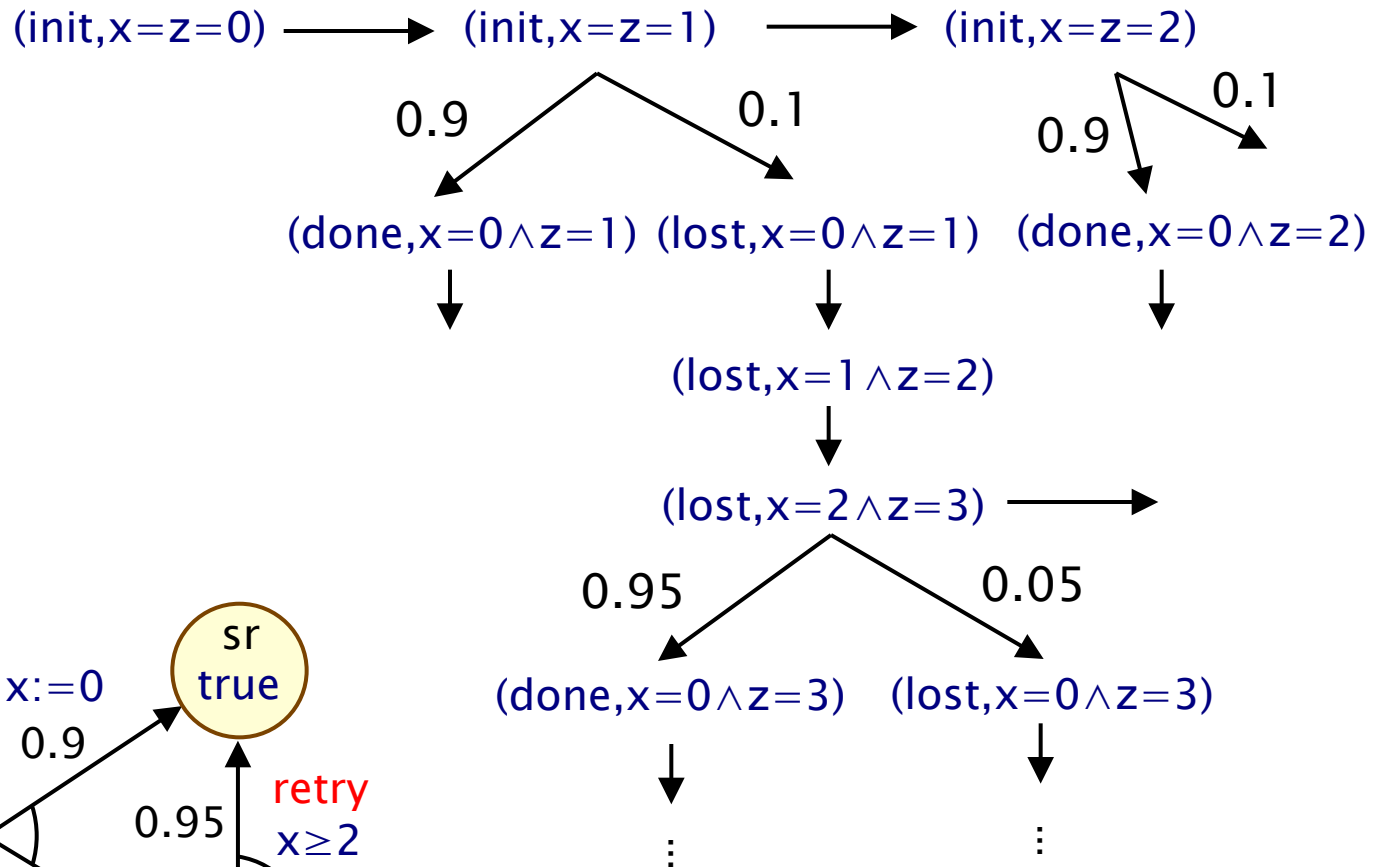 (init,x=z=0) (init,x=z=1) (init,x=z=2)
0.9 0.1 0.9 0.1
(done,x=0∧z=1) (lost,x=0∧z=1) (done,x=0∧z=2)
(lost,x=1∧z=2)
(lost,x=2∧z=3)
0.95 0.05
(done,x=0∧z=3) (lost,x=0∧z=3)
⋮ ⋮
sr
true
x:=0
0.9
0.95
retry
x≥2